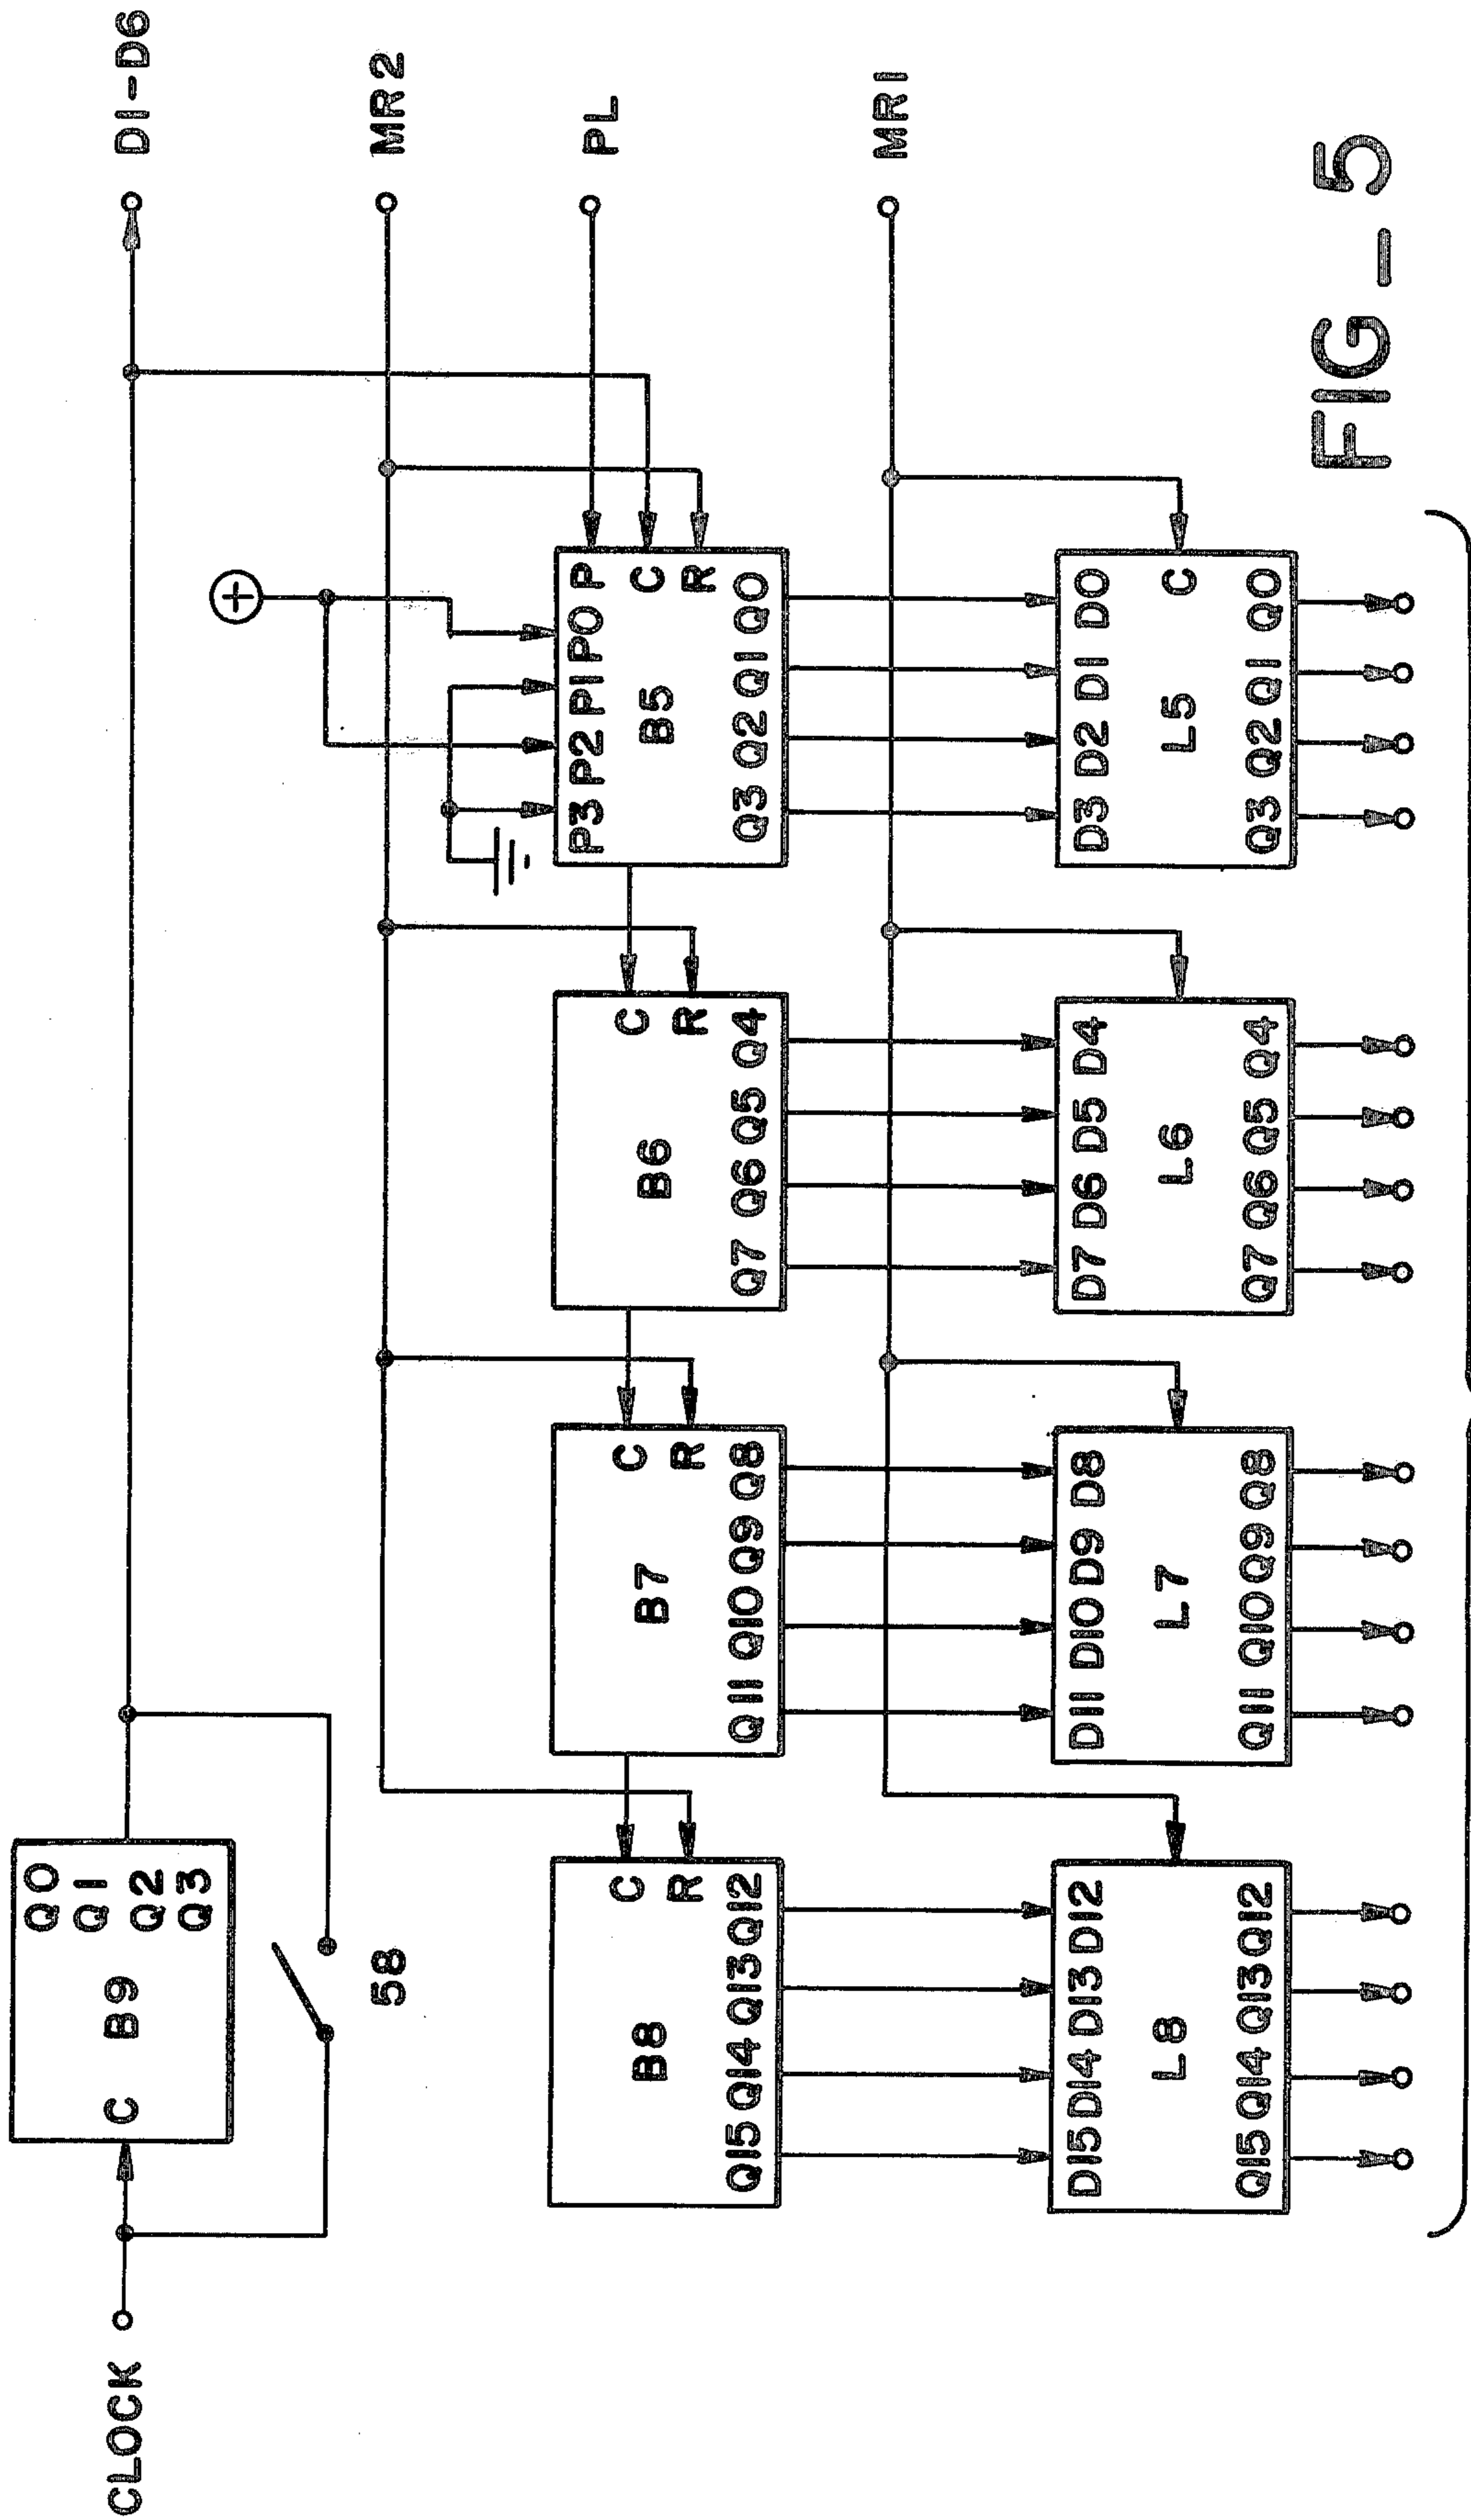 CLOCK
C B9
Q0
Q1
Q2
Q3
58
D1-D6
MR2
PL
MR1
B8
C
R
Q15 Q14 Q13 Q12
B7
C
R
Q11 Q10 Q9 Q8
B6
C
R
Q7 Q6 Q5 Q4
P3 P2 P1 P0 P
B5
C
R
Q3 Q2 Q1 Q0
D15 D14 D13 D12
L8
Q15 Q14 Q13 Q12
D11 D10 D9 D8
L7
Q11 Q10 Q9 Q8
D7 D6 D5 D4
L6
Q7 Q6 Q5 Q4
D3 D2 D1 D0
L5
C
Q3 Q2 Q1 Q0
FIG-5